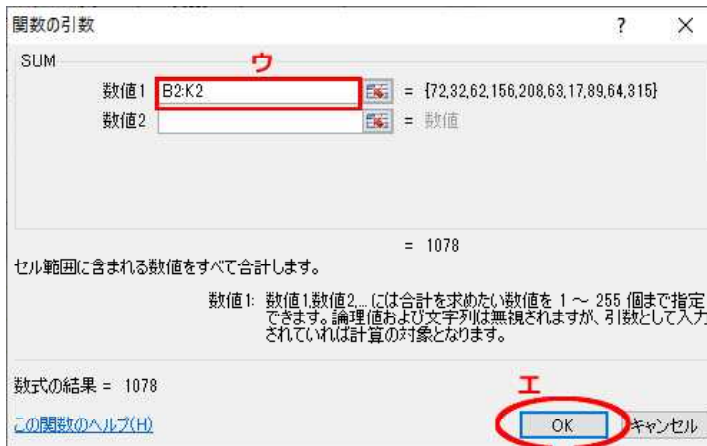 関数の引数 ? ×
SUM
ウ
数値1 B2:K2 = {72,32,62,156,208,63,17,89,64,315}
数値2 = 数値
= 1078
セル範囲に含まれる数値をすべて合計します。
数値1: 数値1,数値2,... には合計を求めたい数値を 1 ～ 255 個まで指定
できます。論理値および文字列は無視されますが、引数として入力
されていれば計算の対象となります。
数式の結果 = 1078
エ
この関数のヘルプ(H) OK キャンセル